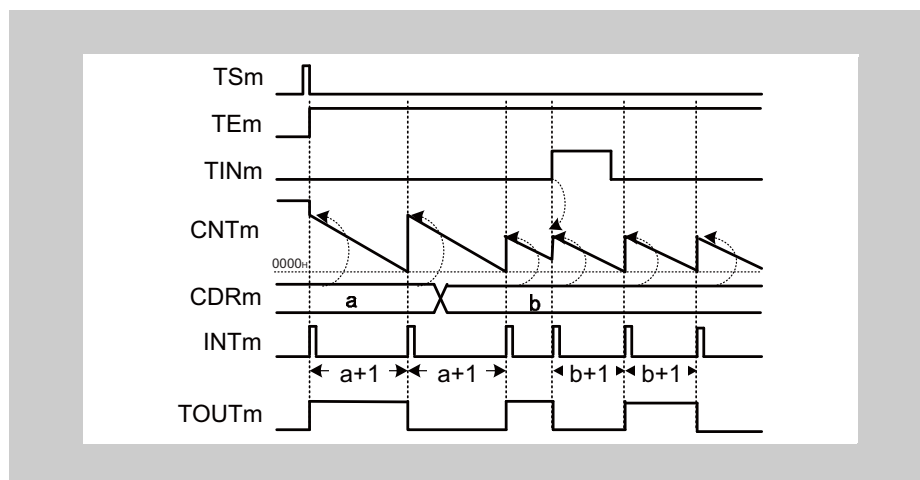 TSm
TEm
TINm
CNTm
0000H
CDRm
a
b
INTm
a+1
a+1
b+1
b+1
TOUTm